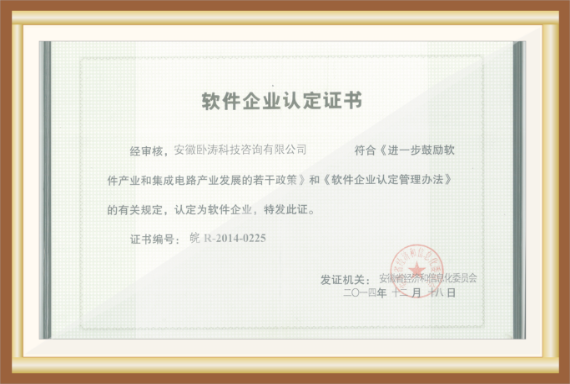 软件企业认定证书
经审核，安徽卧涛科技咨询有限公司 符合《进一步鼓励软
件产业和集成电路产业发展的若干政策》和《软件企业认定管理办法》
的有关规定，认定为软件企业，特发此证。
证书编号：皖 R-2014-0225
发证机关：安徽省经济和信息化委员会
二〇一四年 十二 月 十八 日